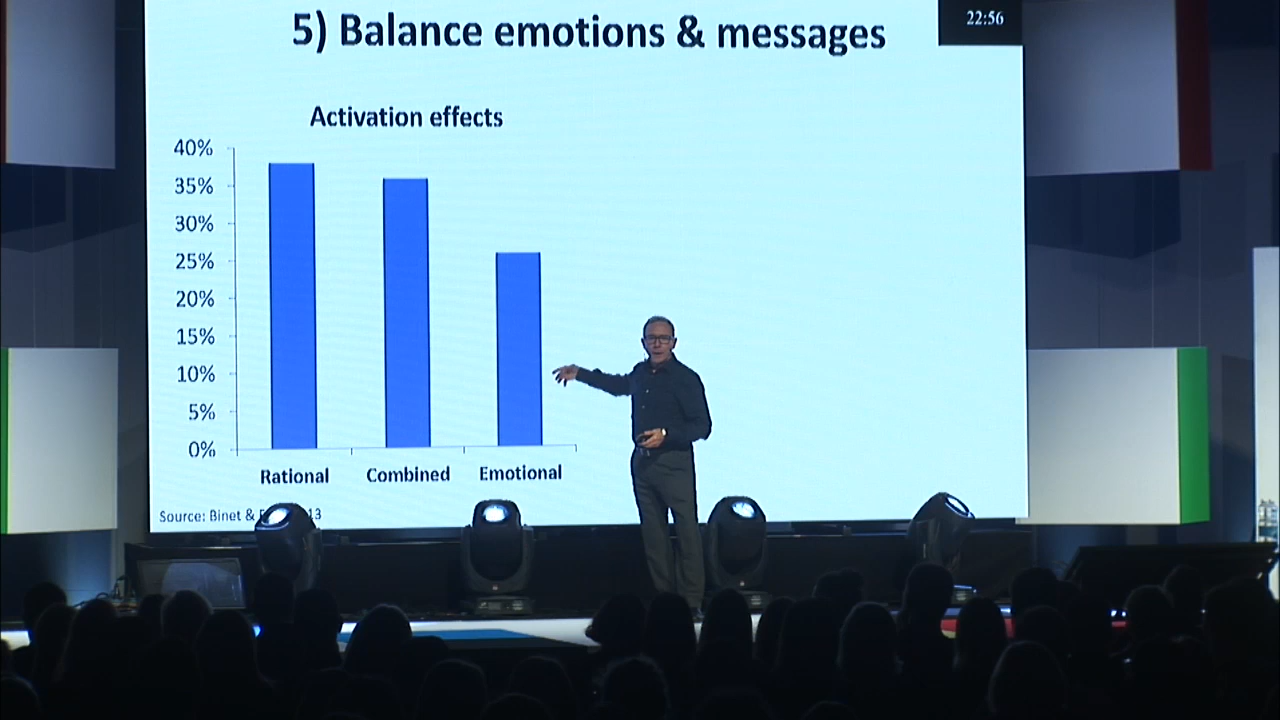 5) Balance emotions & messages
22:56
Activation effects
40%
35%
30%
25%
20%
15%
10%
5%
0%
Rational Combined Emotional
Source: Binet &